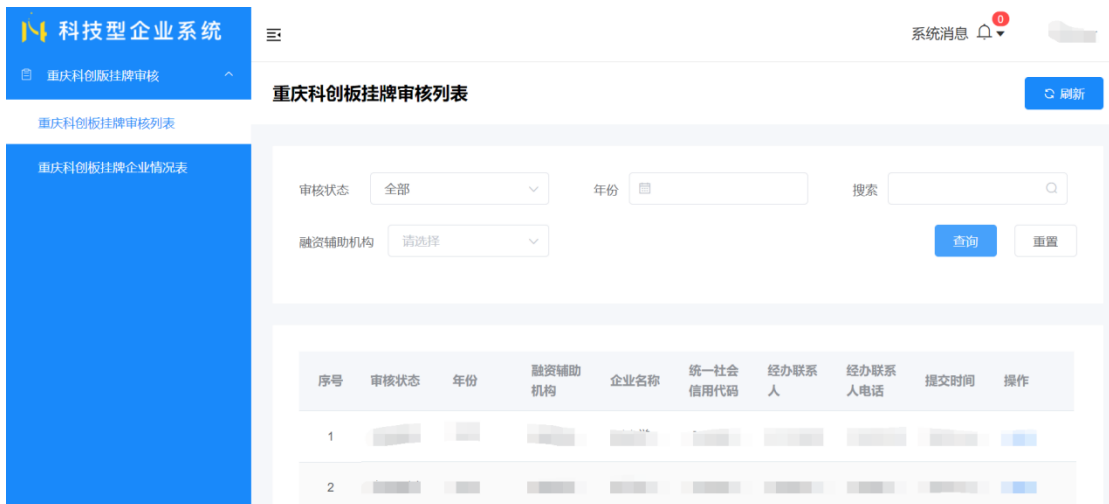 科技型企业系统
系统消息 0
重庆科创版挂牌审核
重庆科创板挂牌审核列表
重庆科创板挂牌企业情况表
重庆科创板挂牌审核列表
刷新
审核状态 全部 年份 搜索
融资辅助机构 请选择 查询 重置
序号 审核状态 年份 融资辅助 企业名称 统一社会 经办联系 经办联系 提交时间 操作
机构 信用代码 人 人电话
1
2